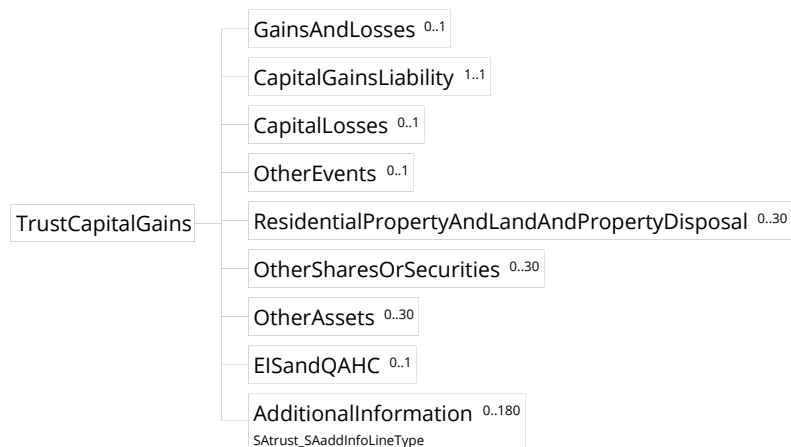 GainsAndLosses 0..1
CapitalGainsLiability 1..1
CapitalLosses 0..1
OtherEvents 0..1
TrustCapitalGains
ResidentialPropertyAndLandAndPropertyDisposal 0..30
OtherSharesOrSecurities 0..30
OtherAssets 0..30
EISandQAHC 0..1
AdditionalInformation 0..180
SAtrust_SAaddInfoLineType